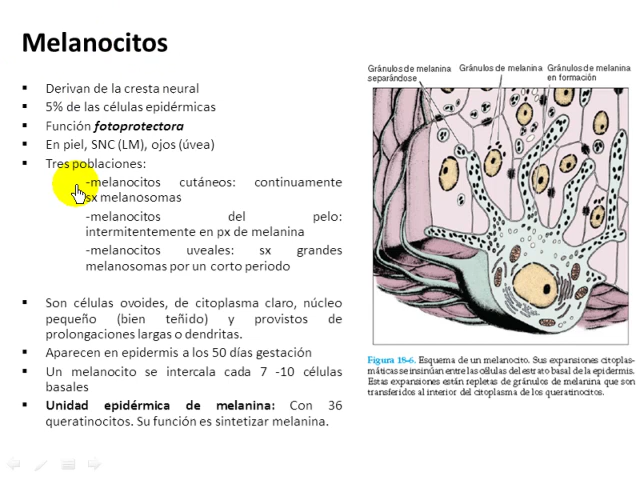 Melanocitos
Derivan de la cresta neural
5% de las células epidérmicas
Función fotoprotectora
En piel, SNC (LM), ojos (úvea)
Tres poblaciones:
-melanocitos cutáneos: continuamente
sx melanosomas
-melanocitos del pelo:
intermitentemente en px de melanina
-melanocitos uveales: sx grandes
melanosomas por un corto periodo
Son células ovoides, de citoplasma claro, núcleo
pequeño (bien teñido) y provistos de
prolongaciones largas o dendritas.
Aparecen en epidermis a los 50 días gestación
Un melanocito se intercala cada 7 -10 células
basales
Unidad epidérmica de melanina: Con 36
queratinocitos. Su función es sintetizar melanina.
Gránulos de melanina
separándose
Gránulos de melanina
Gránulos de melanina
en formación
Figura 18-6. Esquema de un melanocito. Sus expansiones citoplas-
máticas se insinúan entre las células del estrato basal de la epidermis.
Estas expansiones están repletas de gránulos de melanina que son
transferidos al interior del citoplasma de los queratinocitos.